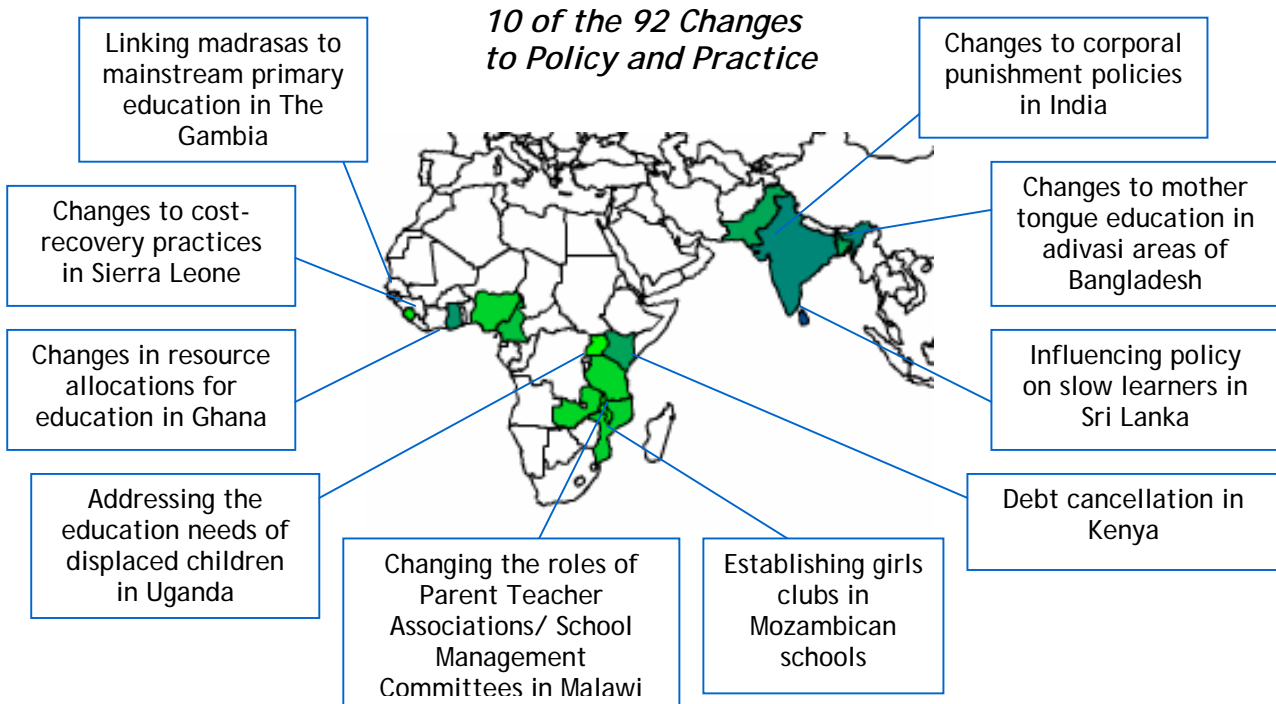 10 of the 92 Changes
to Policy and Practice
Linking madrasas to
mainstream primary
education in The
Gambia
Changes to cost-
recovery practices
in Sierra Leone
Changes in resource
allocations for
education in Ghana
Addressing the
education needs of
displaced children
in Uganda
Changing the roles of
Parent Teacher
Associations/ School
Management
Committees in Malawi
Establishing girls
clubs in
Mozambican
schools
Debt cancellation in
Kenya
Influencing policy
on slow learners in
Sri Lanka
Changes to mother
tongue education in
adivasi areas of
Bangladesh
Changes to corporal
punishment policies
in India